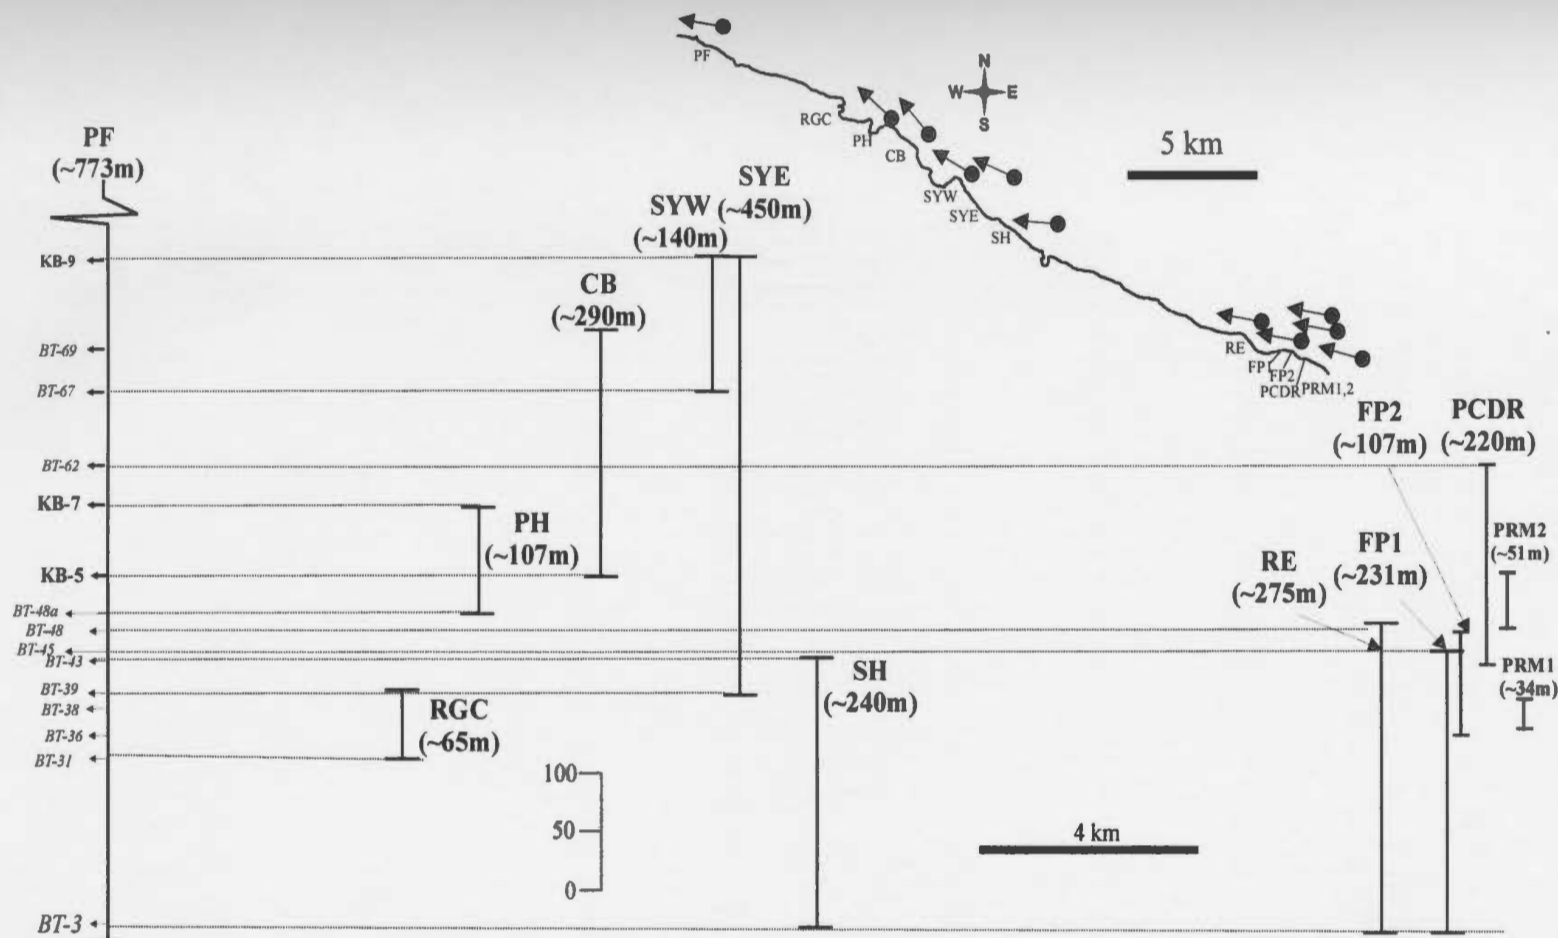 PF
N
W E
S
RGC
PH
CB
SYW
SYE
SH
5 km
RE
FP1
FP2
PCDR
PRM1,2
PF
(~773m)
SYE
SYW (~450m)
(~140m)
KB-9
CB
(~290m)
BT-69
BT-67
FP2 PCDR
(~107m) (~220m)
BT-62
KB-7
PH
(~107m)
PRM2
(~51m)
FP1
(~231m)
RE
(~275m)
KB-5
BT-48a
BT-48
BT-45
BT-43
SH
(~240m)
PRM1
(~34m)
BT-39
BT-38
RGC
(~65m)
BT-36
BT-31
100
50
0
4 km
BT-3